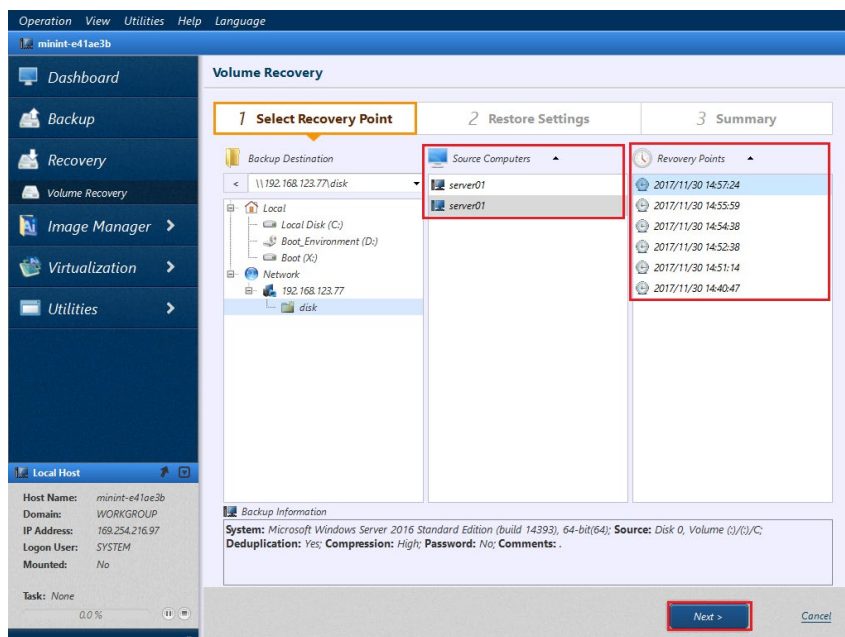 Operation View Utilities Help Language
minint-e41ae3b
Dashboard
Backup
Recovery
Volume Recovery
Image Manager >
Virtualization >
Utilities >
Local Host
Host Name: minint-e41ae3b
Domain: WORKGROUP
IP Address: 169.254.216.97
Logon User: SYSTEM
Mounted: No
Task: None
0.0 %
Volume Recovery
1 Select Recovery Point
2 Restore Settings
3 Summary
Backup Destination
< \\192.168.123.77\disk
Local
Local Disk (C:)
Boot_Environment (D:)
Boot (X:)
Network
192.168.123.77
disk
Source Computers
server01
server01
Revovery Points
2017/11/30 14:57:24
2017/11/30 14:55:59
2017/11/30 14:54:38
2017/11/30 14:52:38
2017/11/30 14:51:14
2017/11/30 14:40:47
Backup Information
System: Microsoft Windows Server 2016 Standard Edition (build 14393), 64-bit(64); Source: Disk 0, Volume (:)/(:)/C;
Deduplication: Yes; Compression: High; Password: No; Comments: .
Next >
Cancel